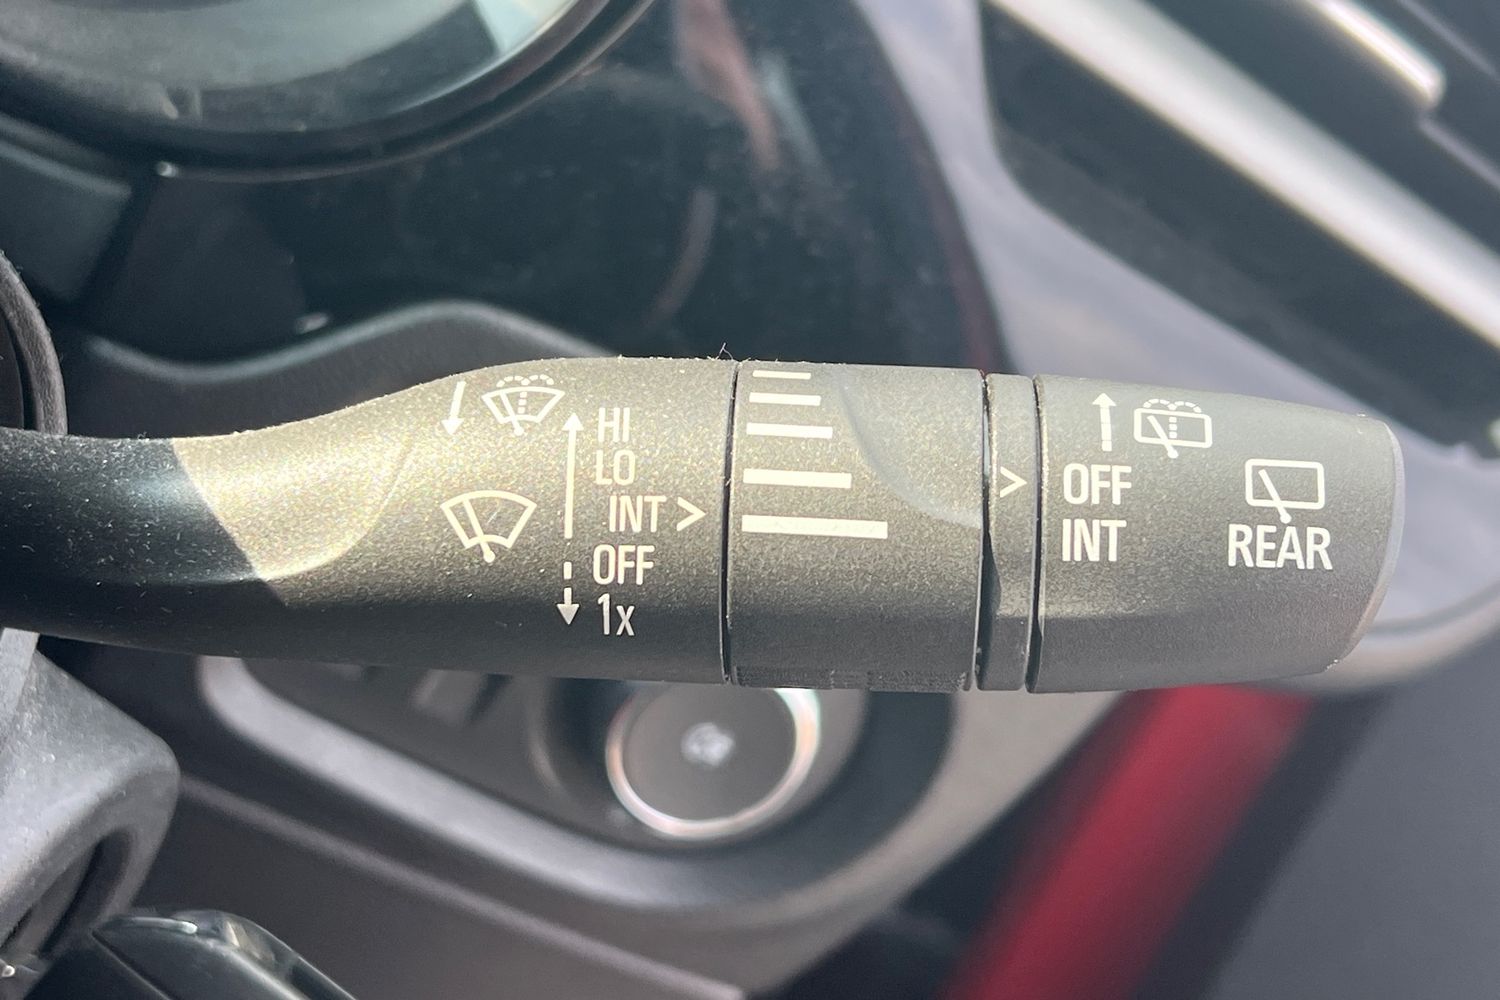 HI
LO
INT >
OFF
1x
>
OFF
INT
REAR